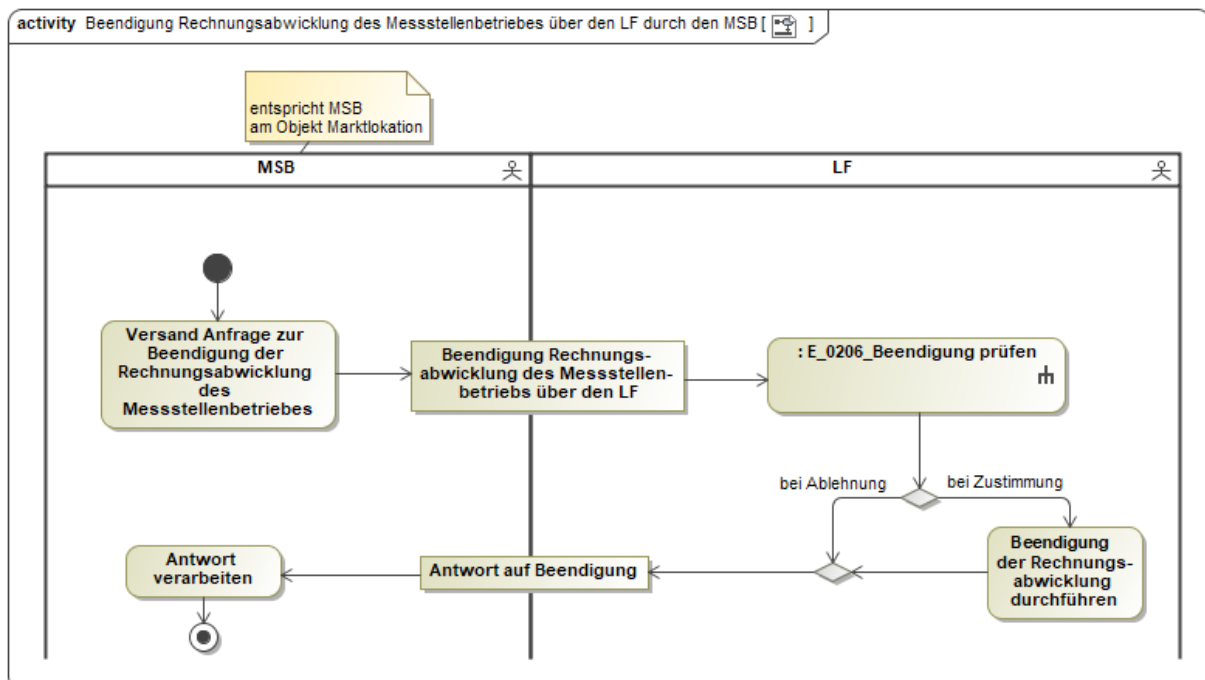 activity Beendigung Rechnungsabwicklung des Messstellenbetriebes über den LF durch den MSB [ ]
entspricht MSB
am Objekt Marktlokation
MSB
LF
Versand Anfrage zur
Beendigung der
Rechnungsabwicklung
des
Messstellenbetriebes
Beendigung Rechnungs-
abwicklung des Messstellen-
betriebs über den LF
: E_0206_Beendigung prüfen
bei Ablehnung
bei Zustimmung
Beendigung
der Rechnungs-
abwicklung
durchführen
Antwort auf Beendigung
Antwort
verarbeiten